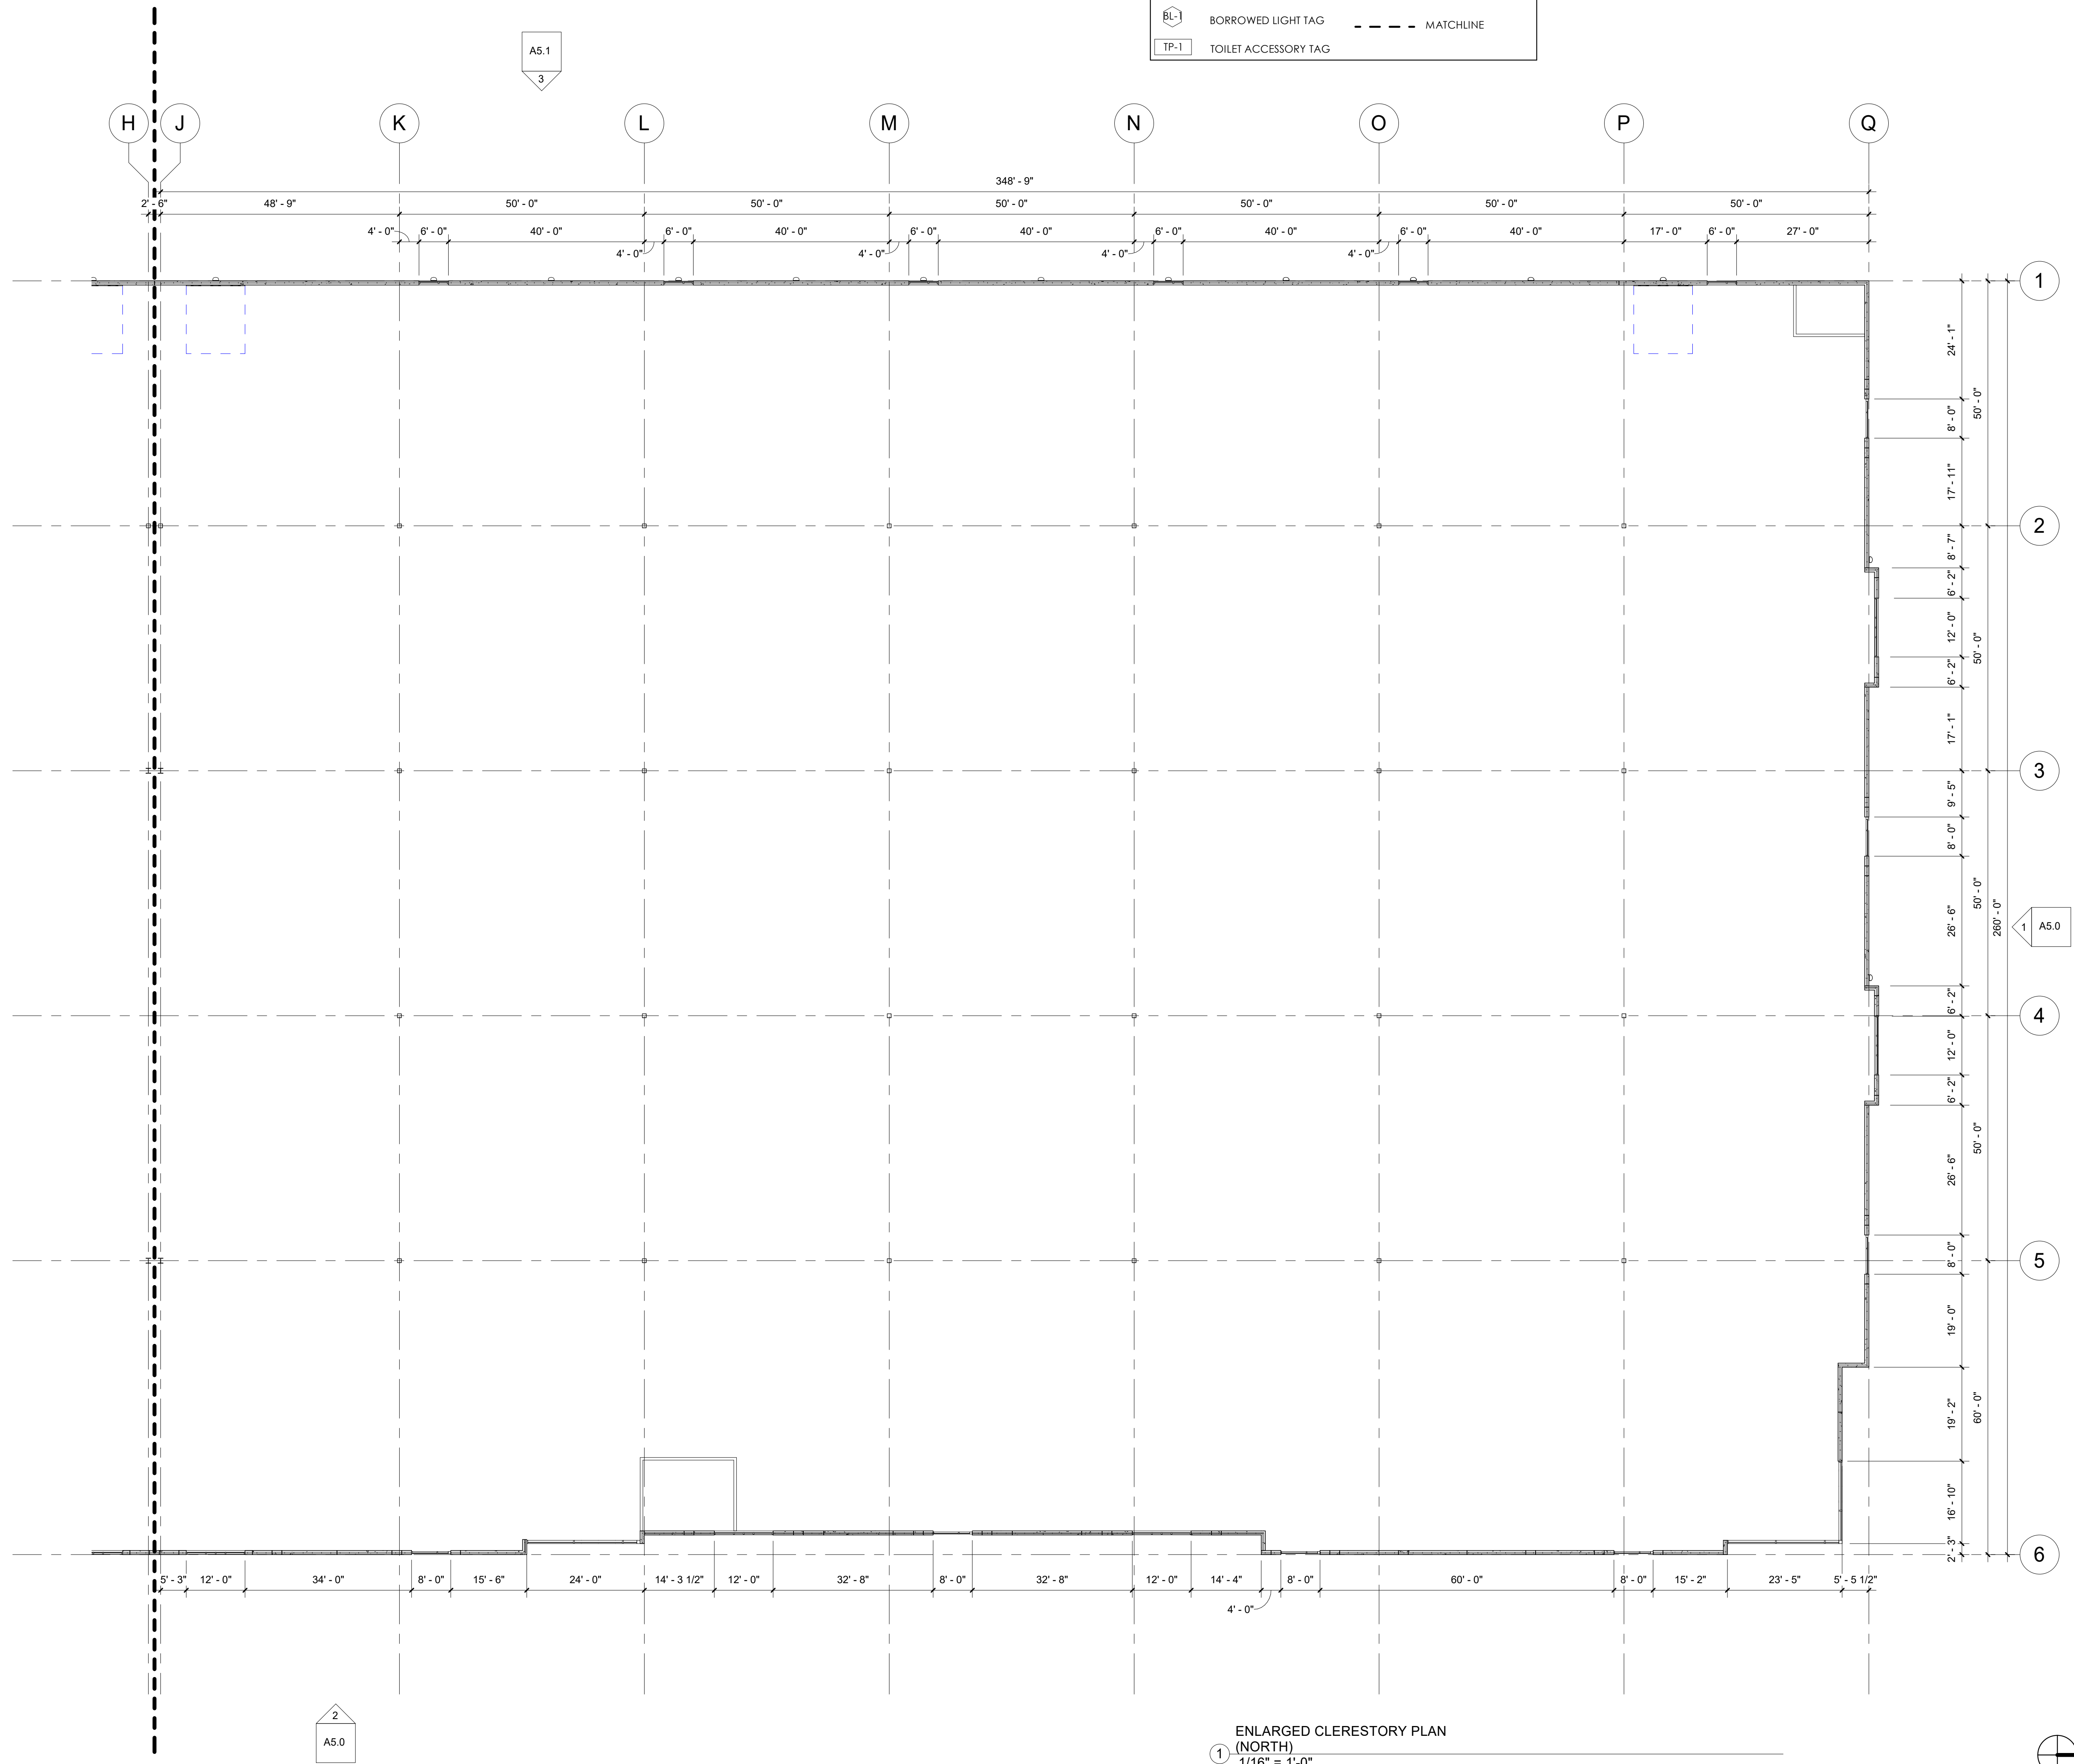 BL-1 BORROWED LIGHT TAG MATCHLINE
TP-1 TOILET ACCESSORY TAG
A5.1
3
H J K L M N O P Q
348' - 9"
2' - 6" 48' - 9" 50' - 0" 50' - 0" 50' - 0" 50' - 0" 50' - 0" 50' - 0"
4' - 0" 6' - 0" 40' - 0" 6' - 0" 40' - 0" 6' - 0" 40' - 0" 6' - 0" 40' - 0" 6' - 0" 40' - 0" 17' - 0" 6' - 0" 27' - 0"
4' - 0" 4' - 0" 4' - 0" 4' - 0"
1
24' - 1"
50' - 0"
8' - 0"
17' - 11"
2
8' - 7"
6' - 2"
12' - 0"
50' - 0"
6' - 2"
17' - 1"
3
9' - 5"
8' - 0"
50' - 0"
26' - 6"
260' - 0"
1 A5.0
6' - 2"
4
12' - 0"
6' - 2"
50' - 0"
26' - 6"
8' - 0"
5
19' - 0"
19' - 2"
60' - 0"
16' - 10"
2' - 3"
6
5' - 3" 12' - 0" 34' - 0" 8' - 0" 15' - 6" 24' - 0" 14' - 3 1/2" 12' - 0" 32' - 8" 8' - 0" 32' - 8" 12' - 0" 14' - 4" 8' - 0" 60' - 0" 8' - 0" 15' - 2" 23' - 5" 5' - 5 1/2"
4' - 0"
2
A5.0
ENLARGED CLERESTORY PLAN
(NORTH)
1
1/16" = 1'-0"